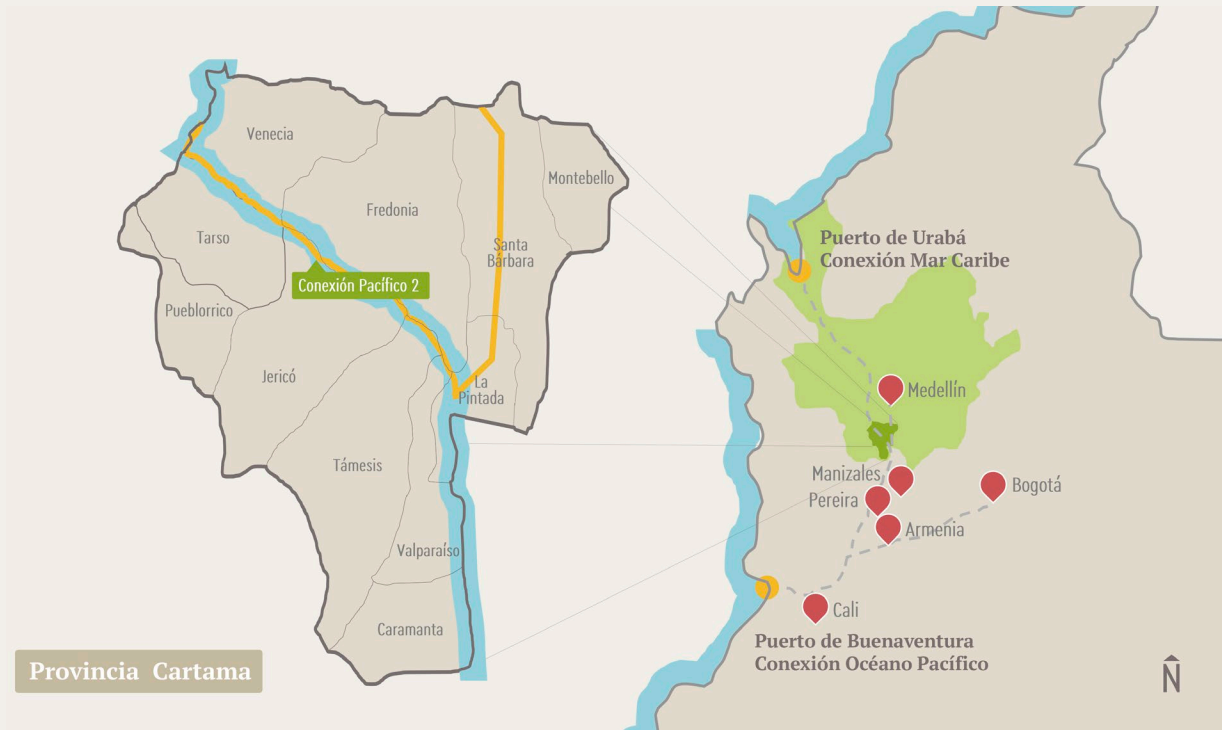 Venecia
Montebello
Fredonia
Tarso
Santa
Bárbara
Conexión Pacífico 2
Pueblorrico
Jericó
La
Pintada
Támesis
Valparaíso
Caramanta
Provincia Cartama
Puerto de Urabá
Conexión Mar Caribe
Medellín
Manizales
Bogotá
Pereira
Armenia
Cali
Puerto de Buenaventura
Conexión Océano Pacífico
N